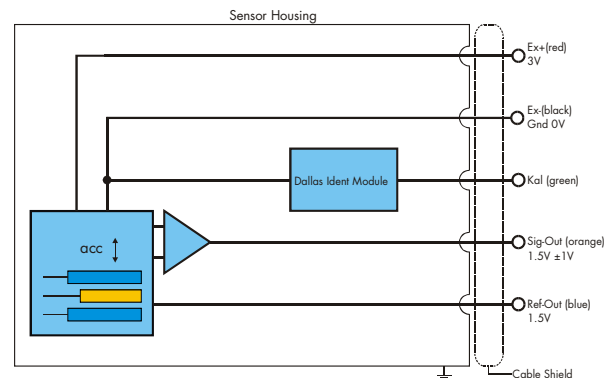 Sensor Housing
Ex+(red)
3V
Ex-(black)
Gnd 0V
Dallas Ident Module
Kal (green)
acc
Sig-Out (orange)
1.5V ±1V
Ref-Out (blue)
1.5V
Cable Shield